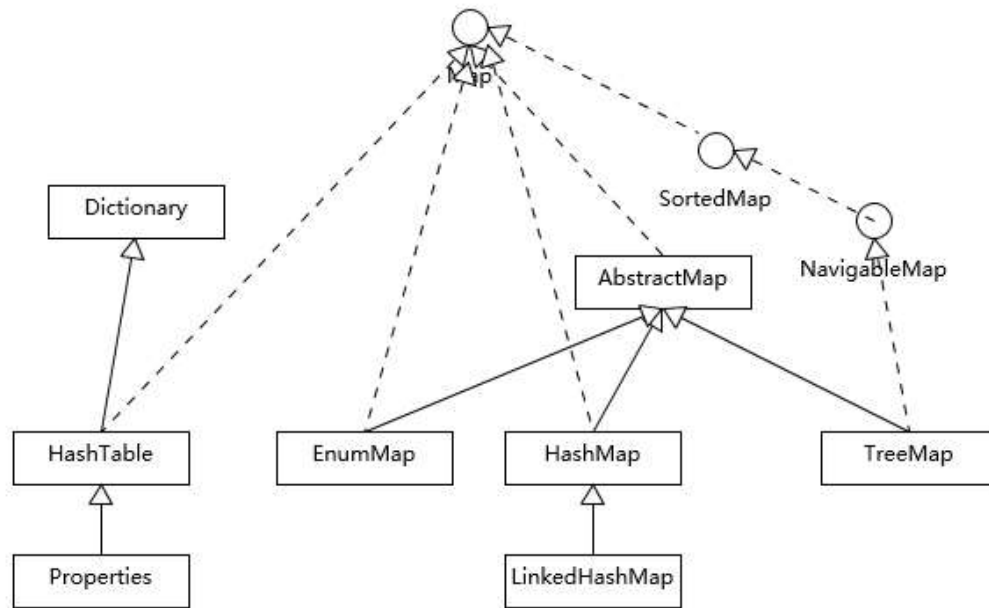 Map
SortedMap
Dictionary
NavigableMap
AbstractMap
HashTable
EnumMap
HashMap
TreeMap
Properties
LinkedHashMap